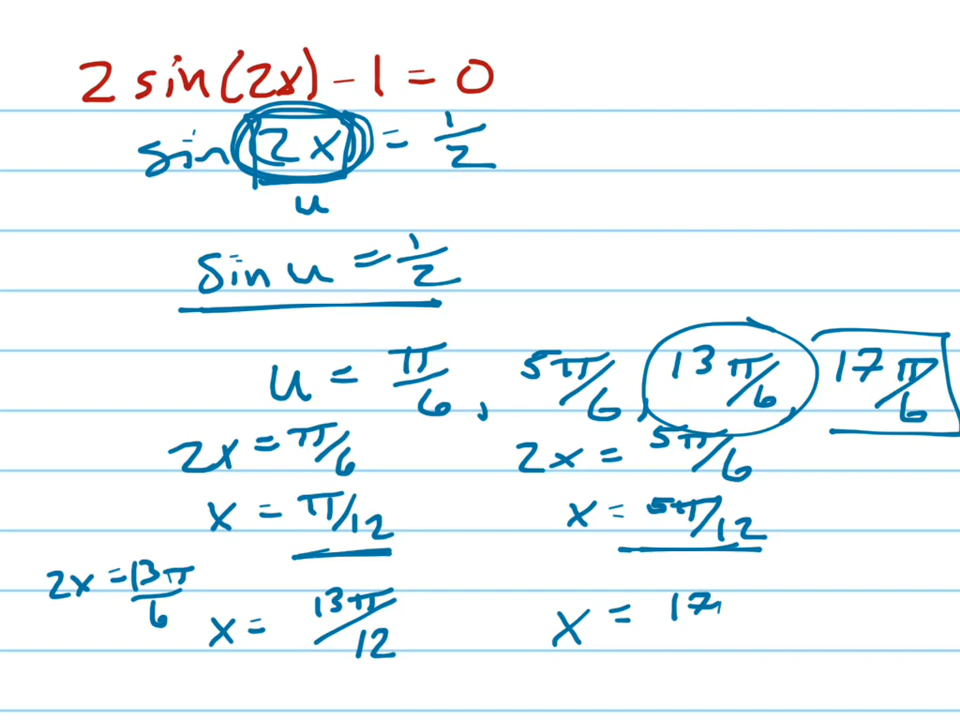 2 sin(2x) - 1 = 0
sin(2x) = 1/2
u
sin u = 1/2
u = π/6, 5π/6, 13π/6, 17π/6
2x = π/6 2x = 5π/6
x = π/12 x = 5π/12
2x = 13π/6 x = 13π/12 x = 17